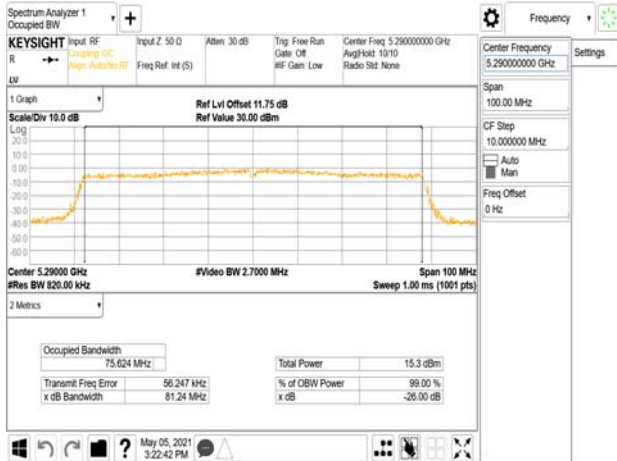 Spectrum Analyzer 1
Occupied BW
Frequency
KEYSIGHT Input: RF
Coupling: DC
Align: Auto/No RF
R
LU
Input Z: 50 Ω
Freq Ref: Int (S)
Atten: 30 dB
Trig: Free Run
Gate: Off
#IF Gain: Low
Center Freq: 5.290000000 GHz
Avg|Hold: 10/10
Radio Std: None
Center Frequency
5.290000000 GHz
Settings
Span
100.00 MHz
CF Step
10.000000 MHz
Auto
Man
Freq Offset
0 Hz
1 Graph
Scale/Div 10.0 dB
Ref Lvl Offset 11.75 dB
Ref Value 30.00 dBm
Log
20.0
10.0
0.00
-10.0
-20.0
-30.0
-40.0
-50.0
-60.0
Center 5.29000 GHz
#Res BW 820.00 kHz
#Video BW 2.7000 MHz
Span 100 MHz
Sweep 1.00 ms (1001 pts)
2 Metrics
Occupied Bandwidth
75.624 MHz
Total Power 15.3 dBm
Transmit Freq Error 56.247 kHz
% of OBW Power 99.00 %
x dB Bandwidth 81.24 MHz
x dB -26.00 dB
May 05, 2021
3:22:42 PM